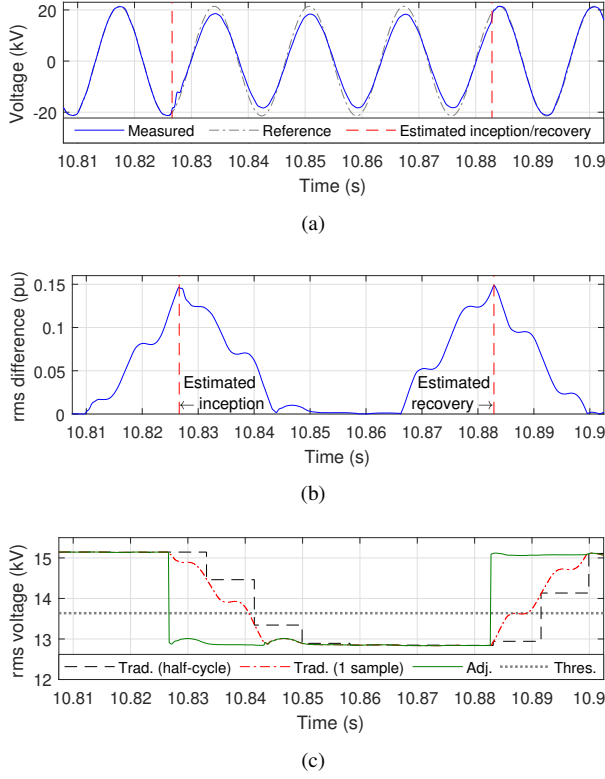 20
0
-20
Voltage (kV)
Measured Reference Estimated inception/recovery
10.81 10.82 10.83 10.84 10.85 10.86 10.87 10.88 10.89 10.9
Time (s)
(a)
0.15
0.1
0.05
0
rms difference (pu)
Estimated inception
Estimated recovery
10.81 10.82 10.83 10.84 10.85 10.86 10.87 10.88 10.89 10.9
Time (s)
(b)
15
14
13
12
rms voltage (kV)
Trad. (half-cycle) Trad. (1 sample) Adj. Thres.
10.81 10.82 10.83 10.84 10.85 10.86 10.87 10.88 10.89 10.9
Time (s)
(c)